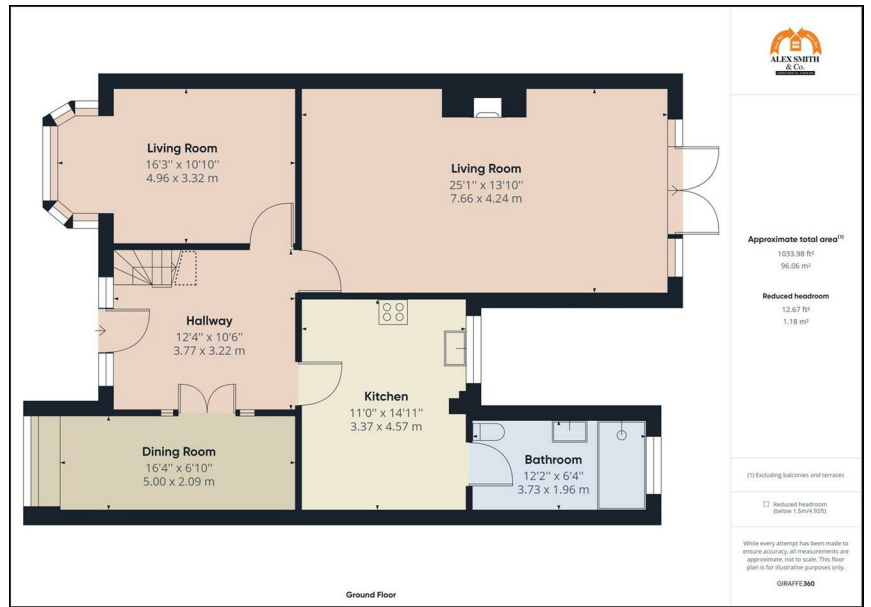 Living Room
16'3'' x 10'10''
4.96 x 3.32 m
Living Room
25'1'' x 13'10''
7.66 x 4.24 m
Hallway
12'4'' x 10'6''
3.77 x 3.22 m
Kitchen
11'0'' x 14'11''
3.37 x 4.57 m
Dining Room
16'4'' x 6'10''
5.00 x 2.09 m
Bathroom
12'2'' x 6'4''
3.73 x 1.96 m
Ground Floor
ALEX SMITH
& Co.
Approximate total area(1)
1033.98 ft²
96.06 m²
Reduced headroom
12.67 ft²
1.18 m²
(1) Excluding balconies and terraces
Reduced headroom
(below 1.5m/4.92ft)
While every attempt has been made to
ensure accuracy, all measurements are
approximate, not to scale. This floor
plan is for illustrative purposes only.
GIRAFFE360